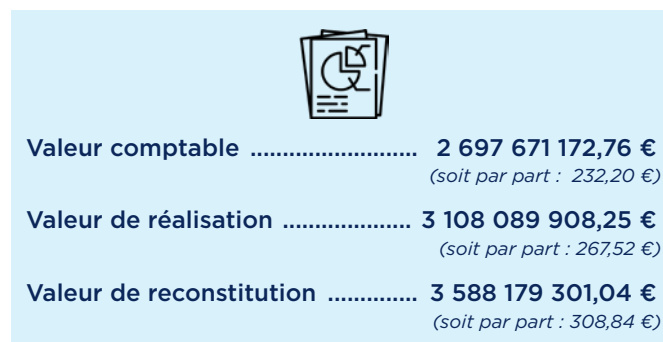 Valeur comptable .......................... 2 697 671 172,76 €
(soit par part : 232,20 €)
Valeur de réalisation .................... 3 108 089 908,25 €
(soit par part : 267,52 €)
Valeur de reconstitution .............. 3 588 179 301,04 €
(soit par part : 308,84 €)